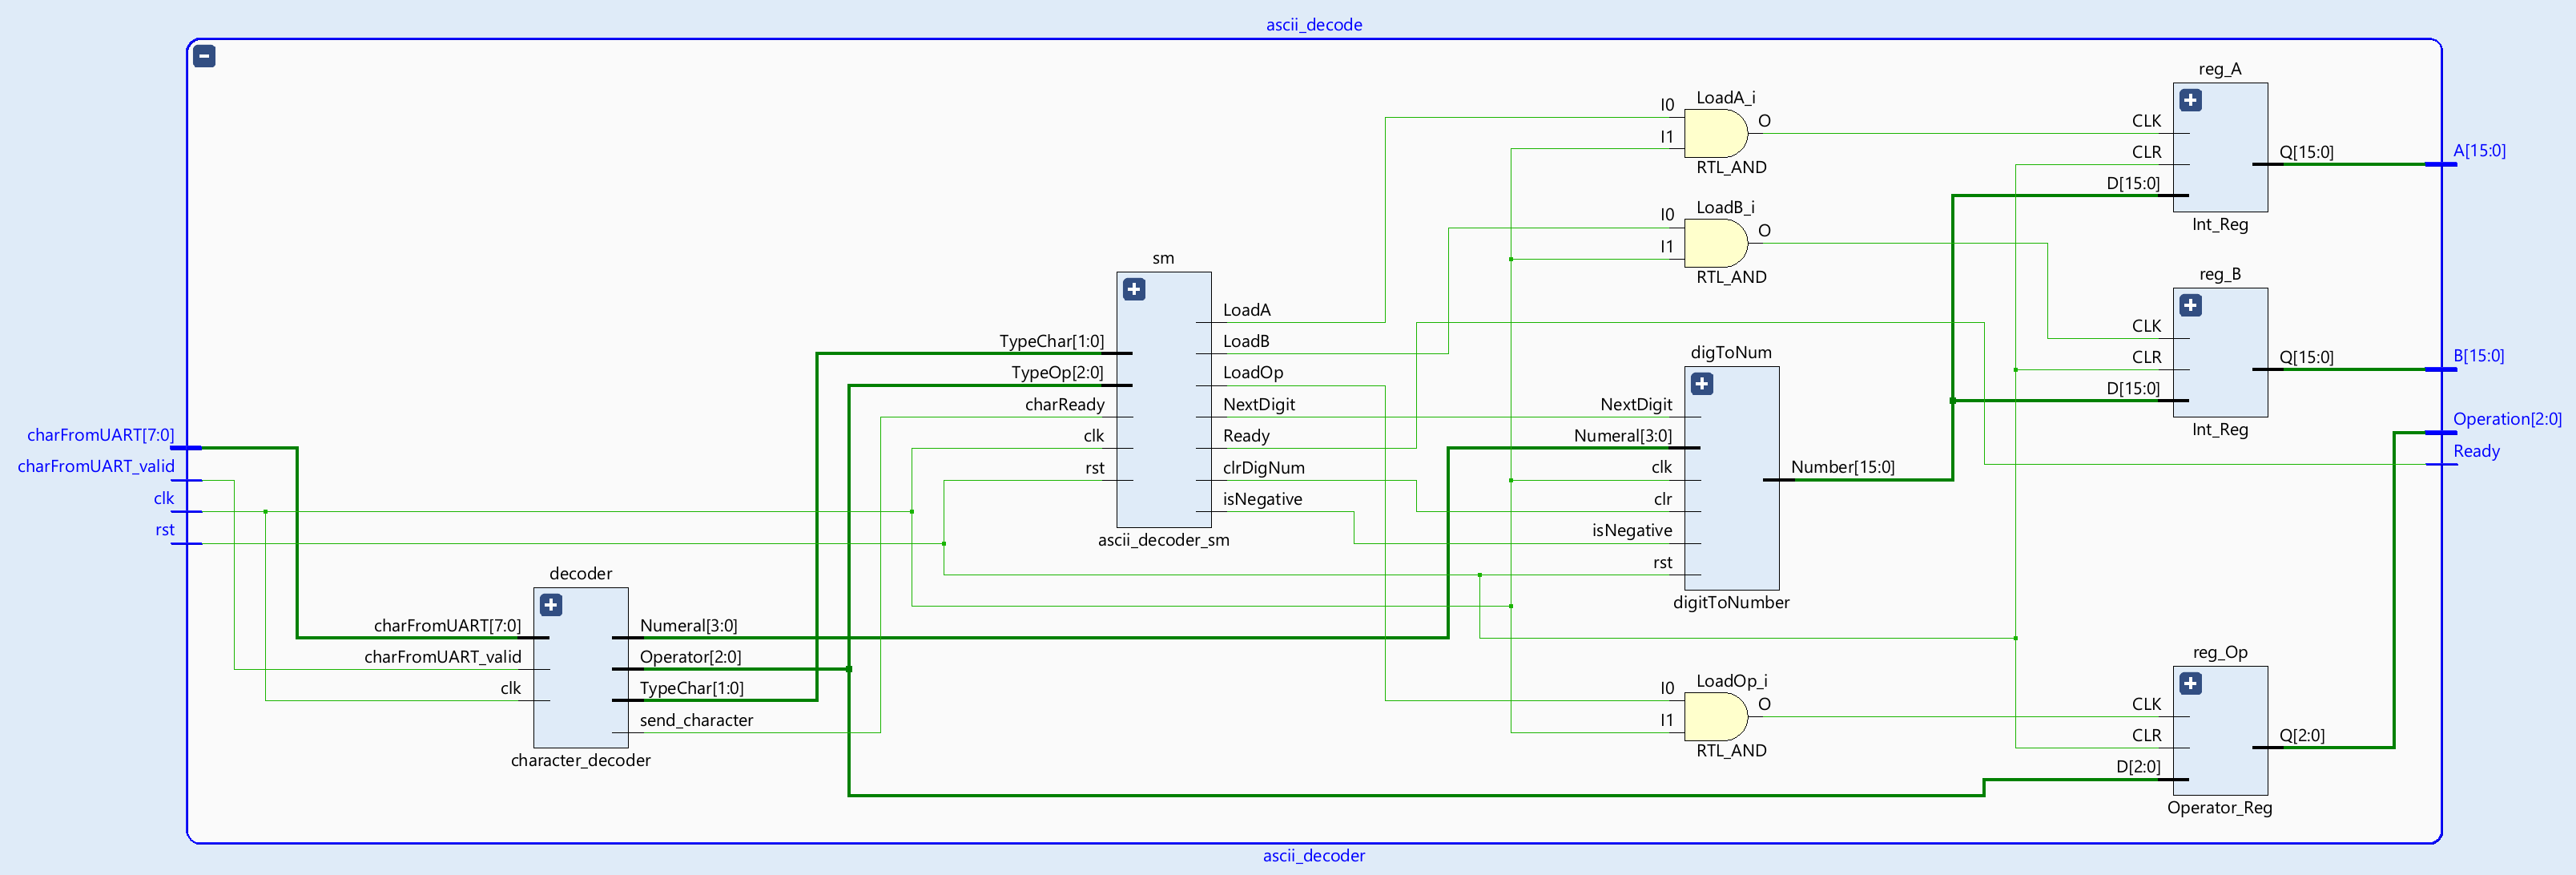 ascii_decode
charFromUART[7:0]
charFromUART_valid
clk
rst
decoder
charFromUART[7:0]
charFromUART_valid
clk
Numeral[3:0]
Operator[2:0]
TypeChar[1:0]
send_character
character_decoder
sm
TypeChar[1:0]
TypeOp[2:0]
charReady
clk
rst
LoadA
LoadB
LoadOp
NextDigit
Ready
clrDigNum
isNegative
ascii_decoder_sm
LoadA_i
I0
I1
O
RTL_AND
LoadB_i
I0
I1
O
RTL_AND
digToNum
NextDigit
Numeral[3:0]
clk
clr
isNegative
rst
Number[15:0]
digitToNumber
LoadOp_i
I0
I1
O
RTL_AND
reg_A
CLK
CLR
D[15:0]
Q[15:0]
Int_Reg
reg_B
CLK
CLR
D[15:0]
Q[15:0]
Int_Reg
reg_Op
CLK
CLR
D[2:0]
Q[2:0]
Operator_Reg
A[15:0]
B[15:0]
Operation[2:0]
Ready
ascii_decoder